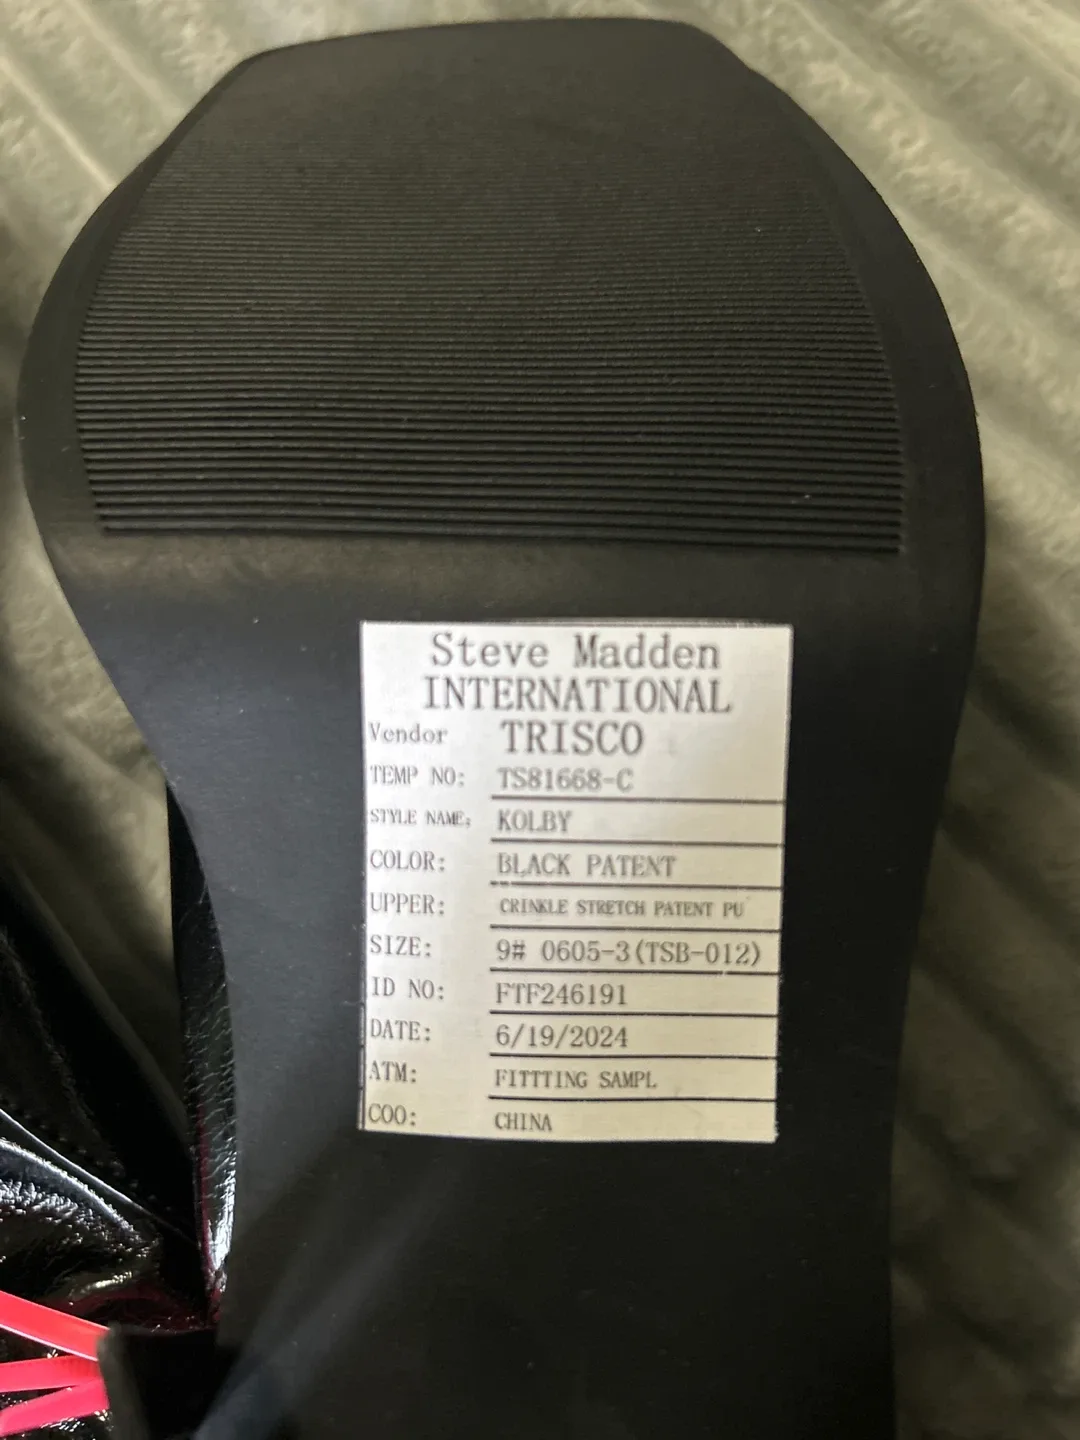 Steve Madden
INTERNATIONAL
Vendor TRISCO
TEMP NO: TS81668-C
STYLE NAME: KOLBY
COLOR: BLACK PATENT
UPPER: CRINKLE STRETCH PATENT PU
SIZE: 9# 0605-3(TSB-012)
ID NO: FTF246191
DATE: 6/19/2024
ATM: FITTTING SAMPL
COO: CHINA